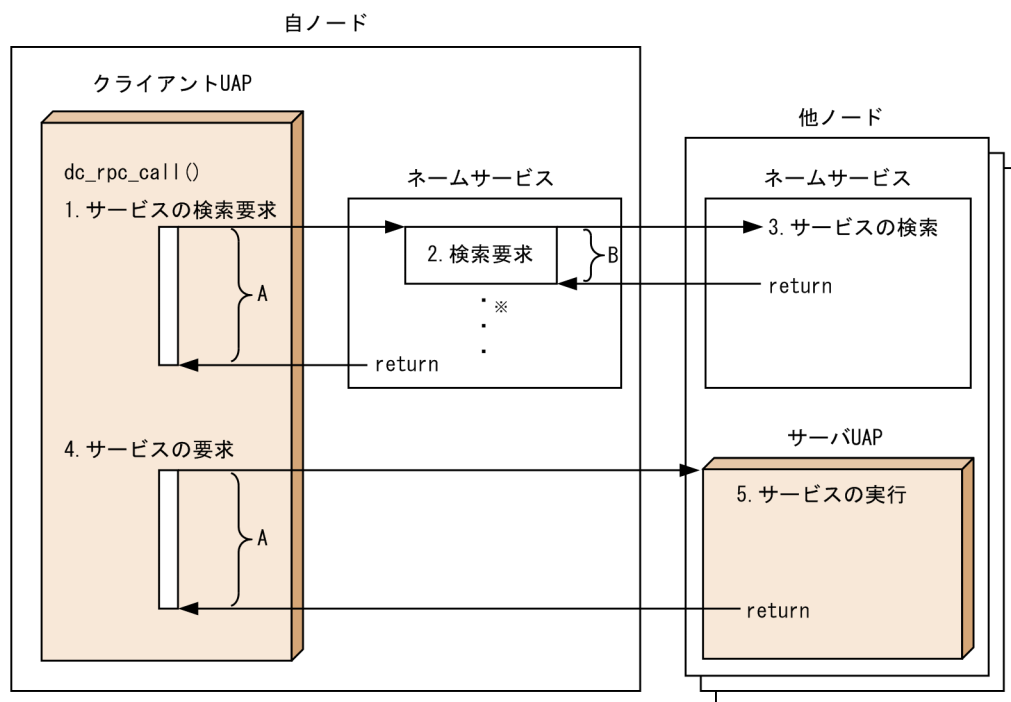 自ノード
クライアントUAP
他ノード
dc_rpc_call()
ネームサービス
ネームサービス
1.サービスの検索要求
2.検索要求
B
3.サービスの検索
return
A
※
return
4.サービスの要求
サーバUAP
5.サービスの実行
A
return